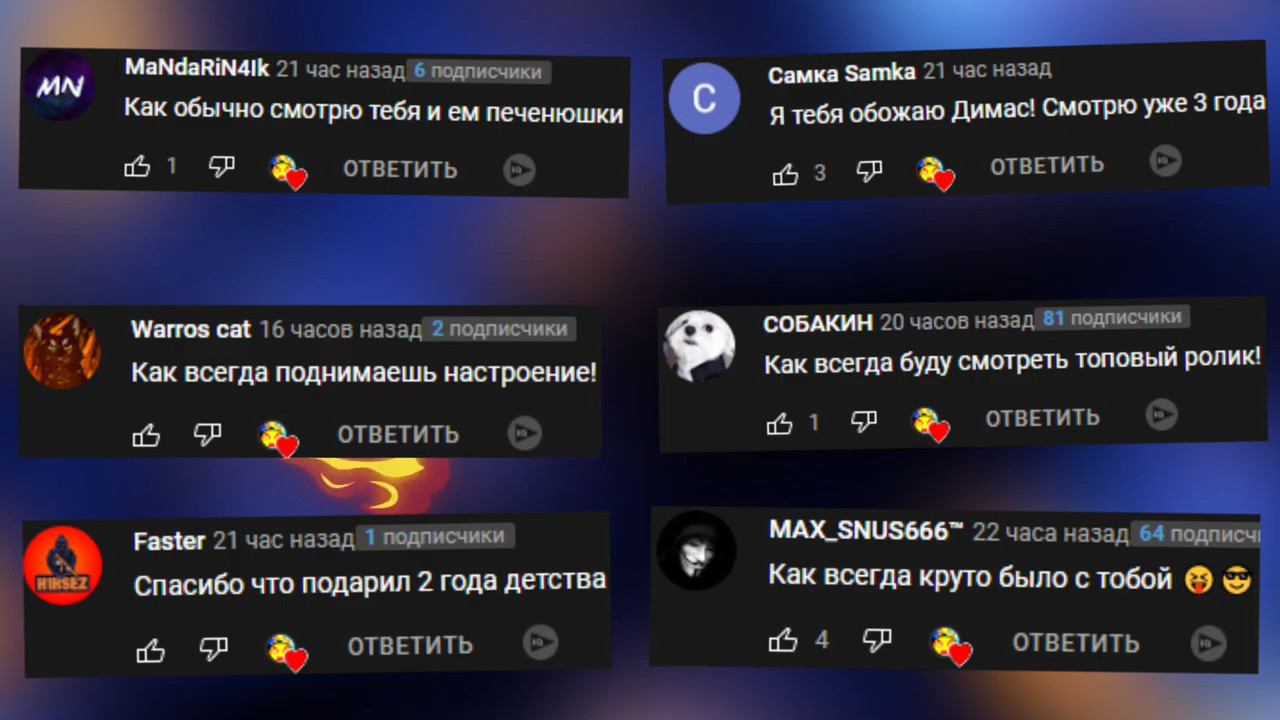 MN
MaNdaRiN4Ik 21 час назад 6 подписчики
Как обычно смотрю тебя и ем печенюшки
1 ОТВЕТИТЬ
С
Самка Samka 21 час назад
Я тебя обожаю Димас! Смотрю уже 3 года
3 ОТВЕТИТЬ
Warros cat 16 часов назад 2 подписчики
Как всегда поднимаешь настроение!
ОТВЕТИТЬ
СОБАКИН 20 часов назад 81 подписчики
Как всегда буду смотреть топовый ролик!
1 ОТВЕТИТЬ
H1RSEZ
Faster 21 час назад 1 подписчики
Спасибо что подарил 2 года детства
ОТВЕТИТЬ
MAX_SNUS666™ 22 часа назад 64 подписч
Как всегда круто было с тобой 😝 😎
4 ОТВЕТИТЬ